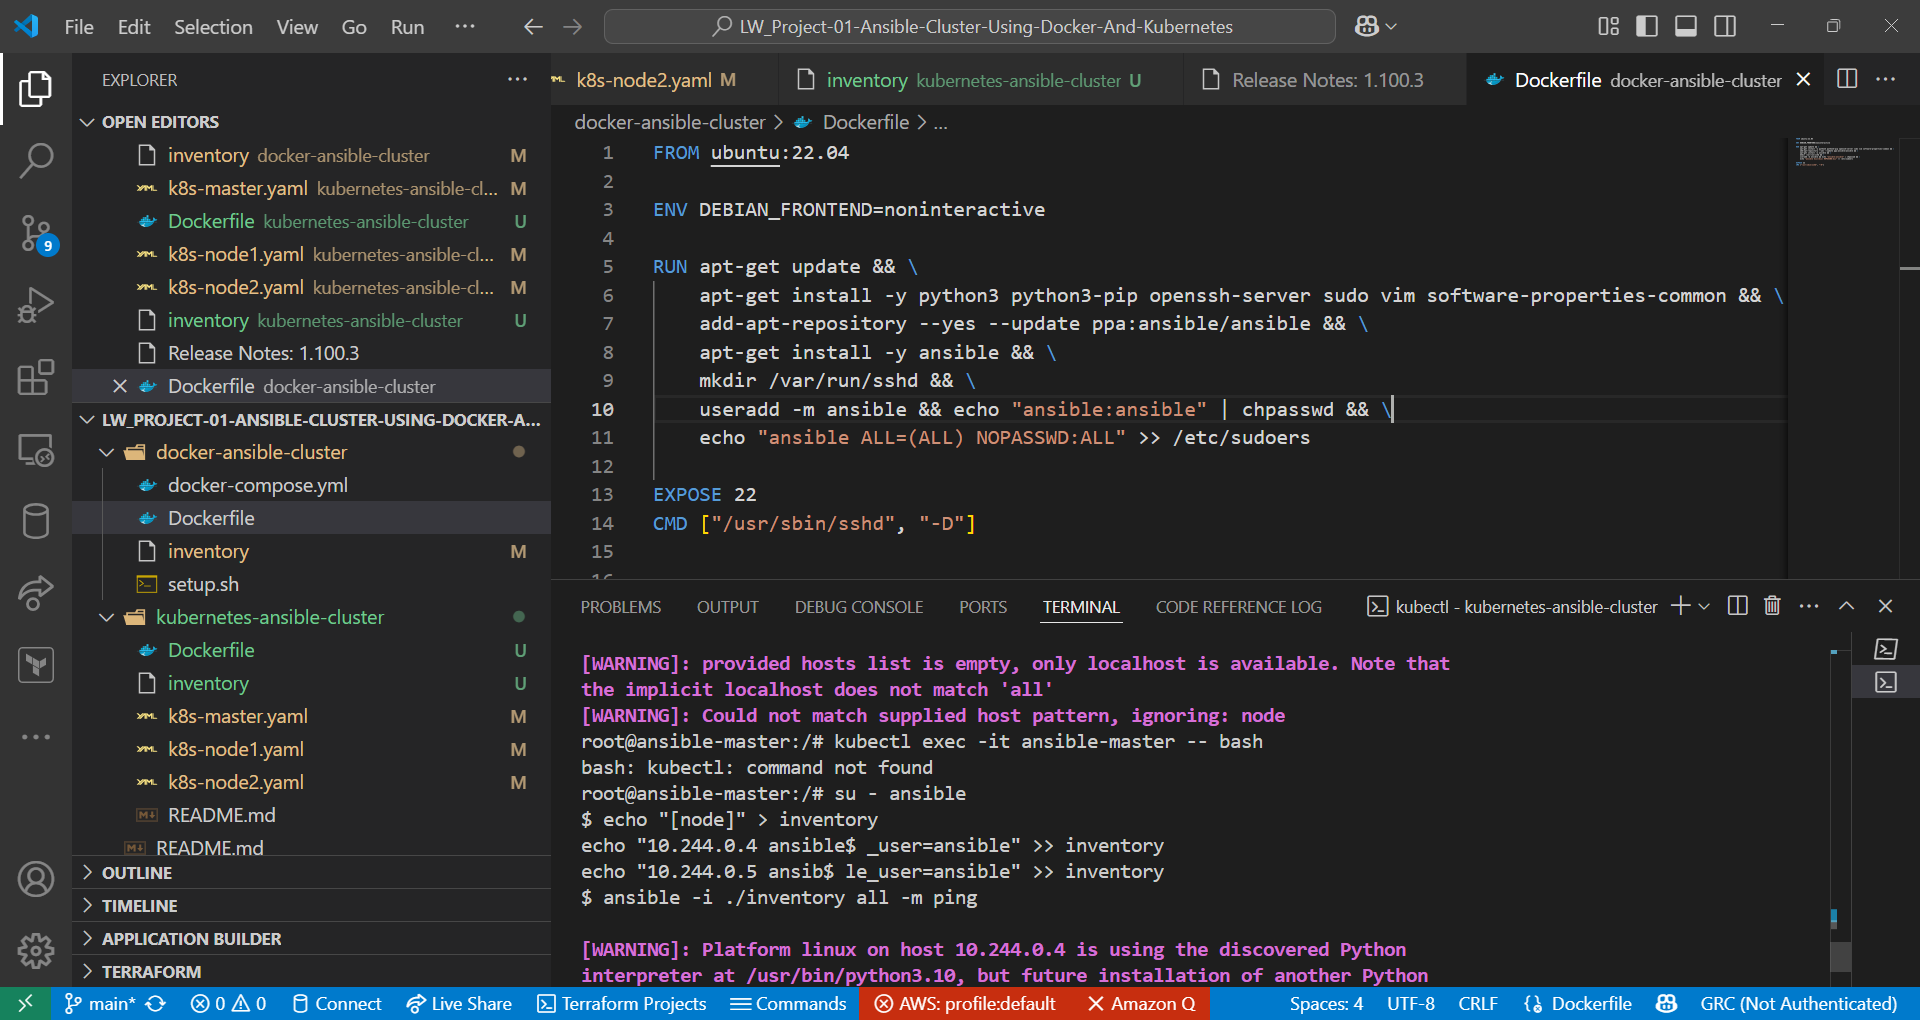 File Edit Selection View Go Run ··· LW_Project-01-Ansible-Cluster-Using-Docker-And-Kubernetes
EXPLORER ···
k8s-node2.yaml M inventory kubernetes-ansible-cluster U Release Notes: 1.100.3 Dockerfile docker-ansible-cluster ···
OPEN EDITORS
inventory docker-ansible-cluster M
k8s-master.yaml kubernetes-ansible-cl... M
Dockerfile kubernetes-ansible-cluster U
k8s-node1.yaml kubernetes-ansible-cl... M
k8s-node2.yaml kubernetes-ansible-cl... M
inventory kubernetes-ansible-cluster U
Release Notes: 1.100.3
Dockerfile docker-ansible-cluster
LW_PROJECT-01-ANSIBLE-CLUSTER-USING-DOCKER-A...
docker-ansible-cluster
docker-compose.yml
Dockerfile
inventory M
setup.sh
kubernetes-ansible-cluster
Dockerfile U
inventory U
k8s-master.yaml M
k8s-node1.yaml M
k8s-node2.yaml M
README.md
README.md
OUTLINE
TIMELINE
APPLICATION BUILDER
TERRAFORM
9
docker-ansible-cluster > Dockerfile > ...
1 FROM ubuntu:22.04
2
3 ENV DEBIAN_FRONTEND=noninteractive
4
5 RUN apt-get update && \
6 apt-get install -y python3 python3-pip openssh-server sudo vim software-properties-common && \
7 add-apt-repository --yes --update ppa:ansible/ansible && \
8 apt-get install -y ansible && \
9 mkdir /var/run/sshd && \
10 useradd -m ansible && echo "ansible:ansible" | chpasswd && \
11 echo "ansible ALL=(ALL) NOPASSWD:ALL" >> /etc/sudoers
12
13 EXPOSE 22
14 CMD ["/usr/sbin/sshd", "-D"]
15
16
PROBLEMS OUTPUT DEBUG CONSOLE PORTS TERMINAL CODE REFERENCE LOG kubectl - kubernetes-ansible-cluster ···
[WARNING]: provided hosts list is empty, only localhost is available. Note that
the implicit localhost does not match 'all'
[WARNING]: Could not match supplied host pattern, ignoring: node
root@ansible-master:/# kubectl exec -it ansible-master -- bash
bash: kubectl: command not found
root@ansible-master:/# su - ansible
$ echo "[node]" > inventory
echo "10.244.0.4 ansible$ _user=ansible" >> inventory
echo "10.244.0.5 ansib$ le_user=ansible" >> inventory
$ ansible -i ./inventory all -m ping
[WARNING]: Platform linux on host 10.244.0.4 is using the discovered Python
interpreter at /usr/bin/python3.10, but future installation of another Python
main* 0 0 Connect Live Share Terraform Projects Commands AWS: profile:default Amazon Q Spaces: 4 UTF-8 CRLF Dockerfile GRC (Not Authenticated)